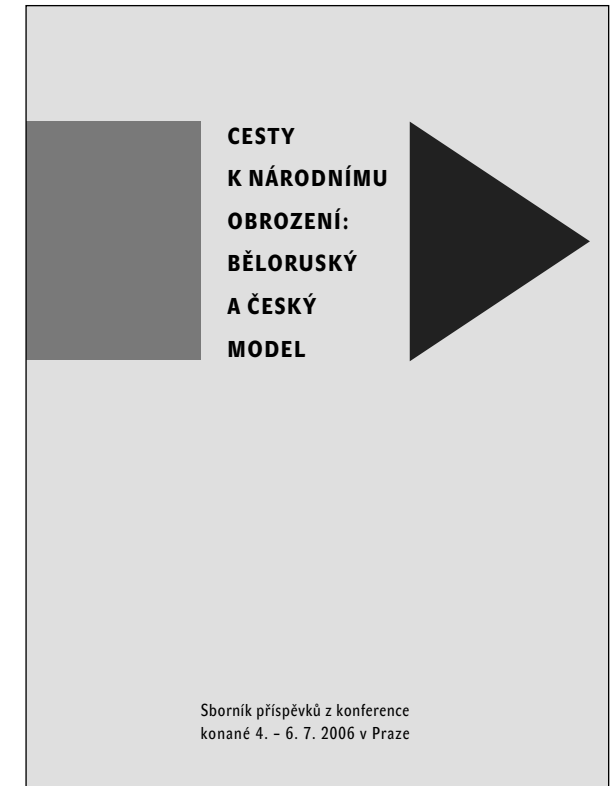 CESTY
K NÁRODNÍMU
OBROZENÍ:
BĚLORUSKÝ
A ČESKÝ
MODEL
Sborník příspěvků z konference
konané 4. – 6. 7. 2006 v Praze